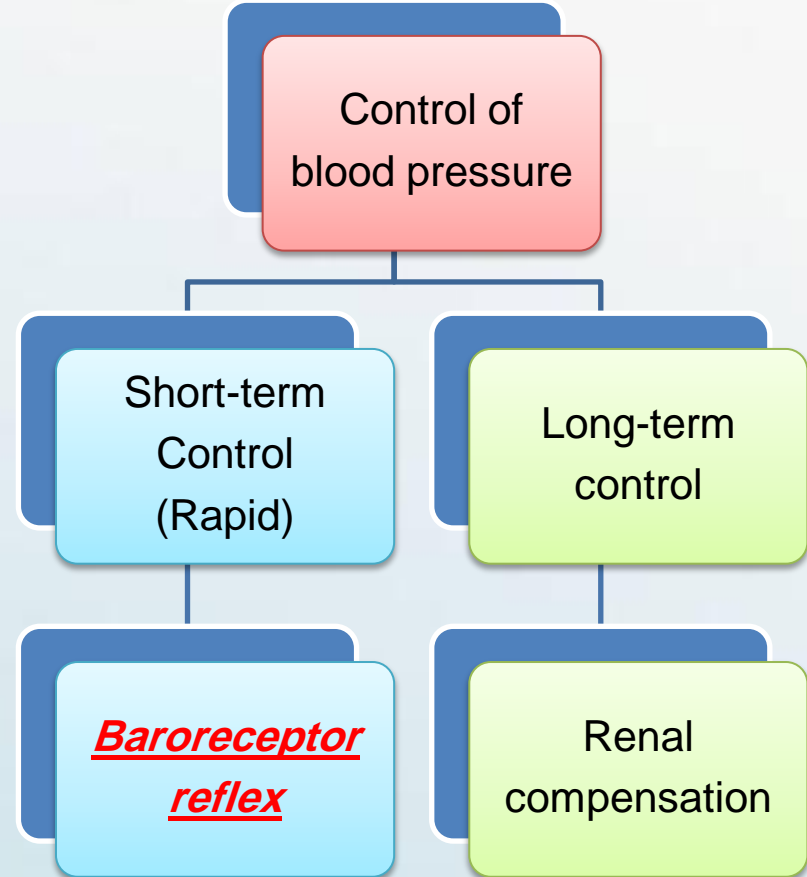 Control of
blood pressure
Short-term
Control
(Rapid)
Long-term
control
Baroreceptor
reflex
Renal
compensation